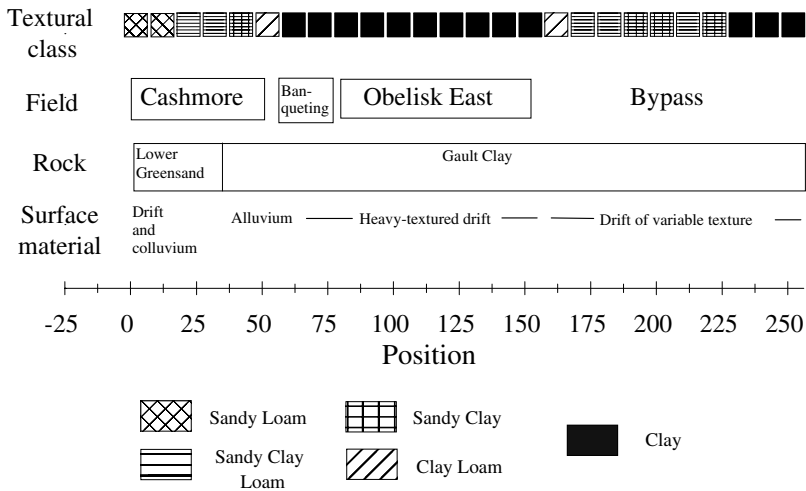 Textural
class
Field
Cashmore
Ban-
queting
Obelisk East
Bypass
Rock
Lower
Greensand
Gault Clay
Surface
material
Drift
and
colluvium
Alluvium
Heavy-textured drift
Drift of variable texture
-25 0 25 50 75 100 125 150 175 200 225 250
Position
Sandy Loam
Sandy Clay
Clay
Sandy Clay
Loam
Clay Loam